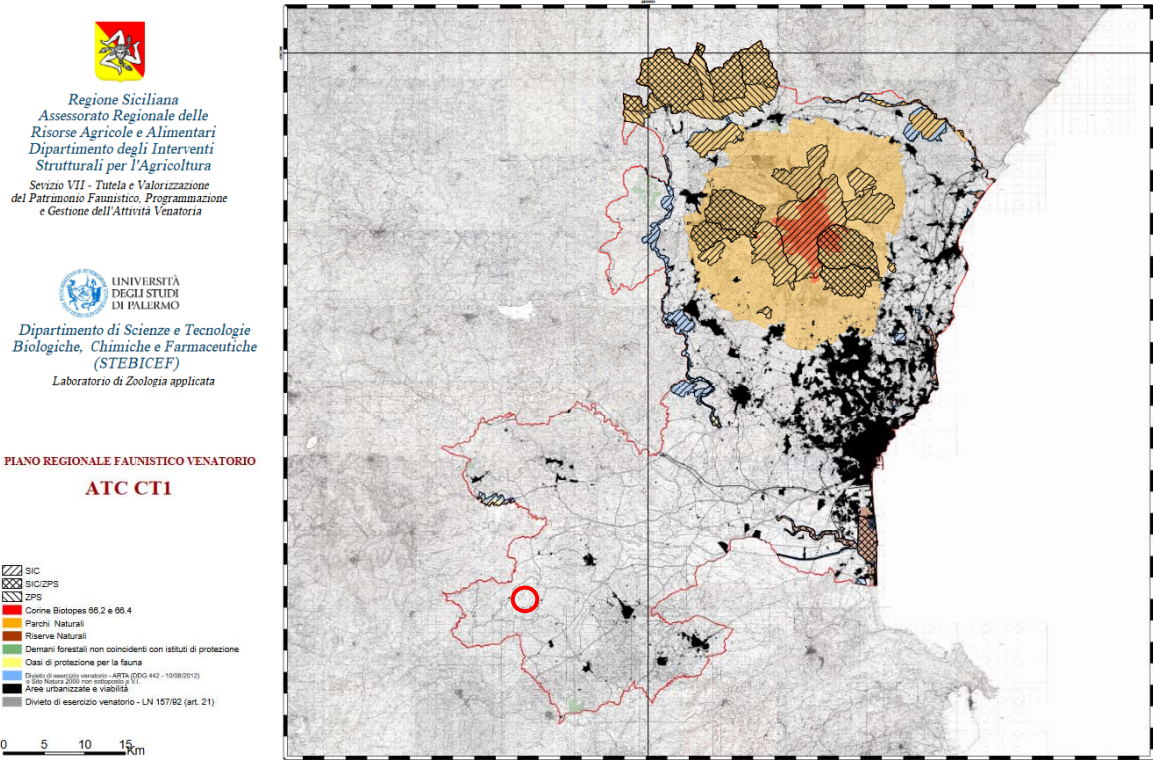 Regione Siciliana
Assessorato Regionale delle
Risorse Agricole e Alimentari
Dipartimento degli Interventi
Strutturali per l'Agricoltura
Sevizio VII - Tutela e Valorizzazione
del Patrimonio Faunistico, Programmazione
e Gestione dell'Attività Venatoria
UNIVERSITÀ
DEGLI STUDI
DI PALERMO
Dipartimento di Scienze e Tecnologie
Biologiche, Chimiche e Farmaceutiche
(STEBICEF)
Laboratorio di Zoologia applicata
PIANO REGIONALE FAUNISTICO VENATORIO
ATC CT1
SIC
SIC/ZPS
ZPS
Corine Biotopes 66.2 e 66.4
Parchi Naturali
Riserve Naturali
Demani forestali non coincidenti con istituti di protezione
Oasi di protezione per la fauna
Divieto di esercizio venatorio - ARTA (DDG 442 - 10/08/2012)
o Sito Natura 2000 non sottoposto a V.I.
Aree urbanizzate e viabilità
Divieto di esercizio venatorio - LN 157/92 (art. 21)
0 5 10 15 Km